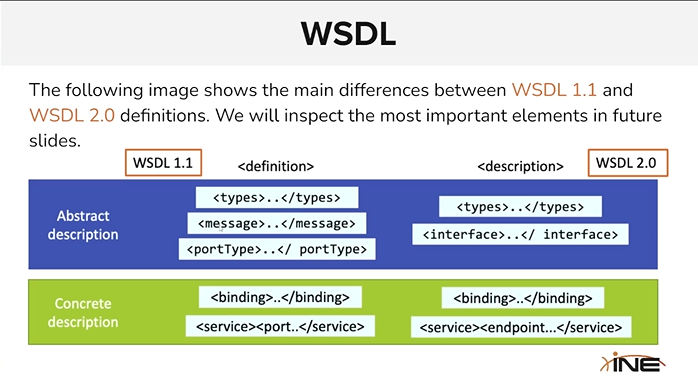 WSDL
The following image shows the main differences between WSDL 1.1 and
WSDL 2.0 definitions. We will inspect the most important elements in future
slides.
WSDL 1.1 <definition> <description> WSDL 2.0
Abstract
description
<types>..</types>
<message>..</message>
<portType>..</ portType>
<types>..</types>
<interface>..</ interface>
Concrete
description
<binding>..</binding>
<service><port..</service>
<binding>..</binding>
<service><endpoint...</service>
INE